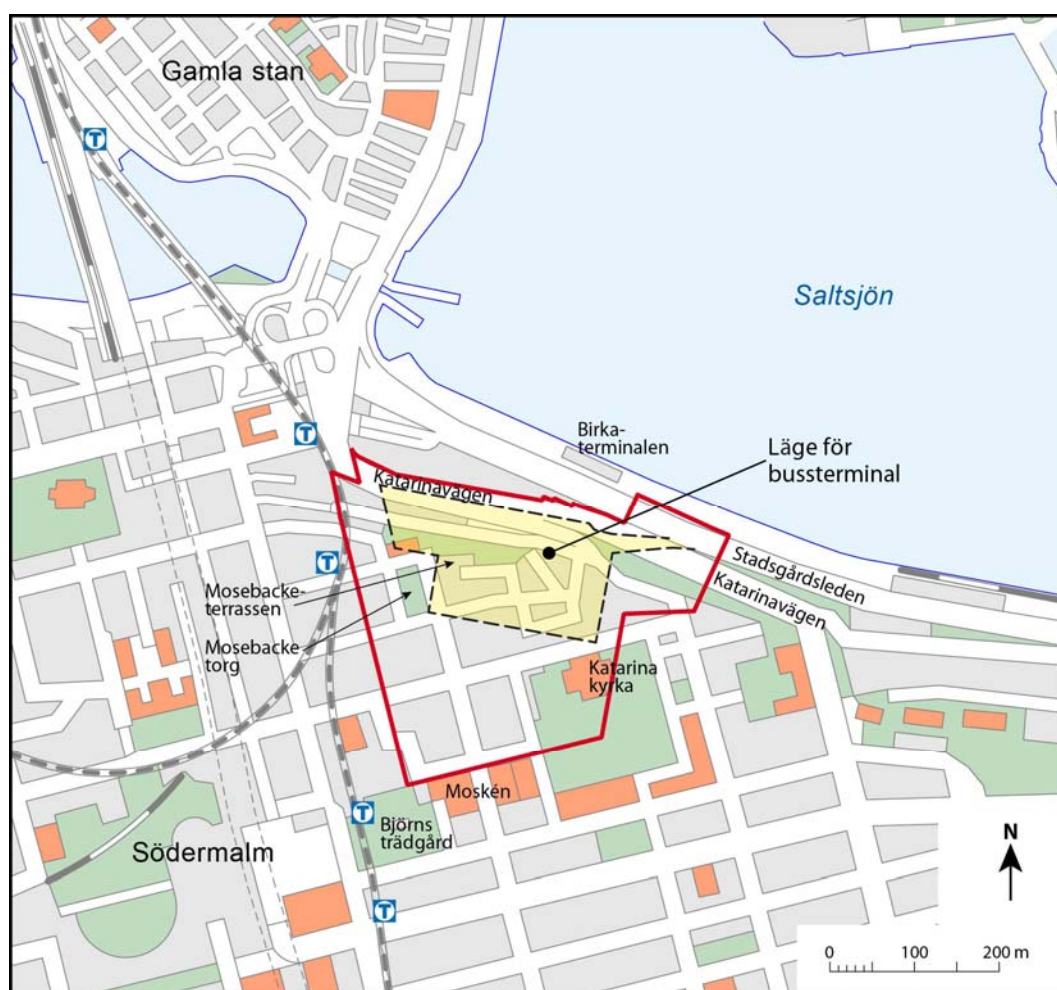 Gamla stan
T
Saltsjön
Birka-
terminalen
Läge för
bussterminal
T
Katarinavägen
T
Stadsgårdsleden
Katarinavägen
Mosebacke-
terrassen
Mosebacke
torg
Katarina
kyrka
Moskén
T
Björns
trädgård
Södermalm
T
N
0 100 200 m